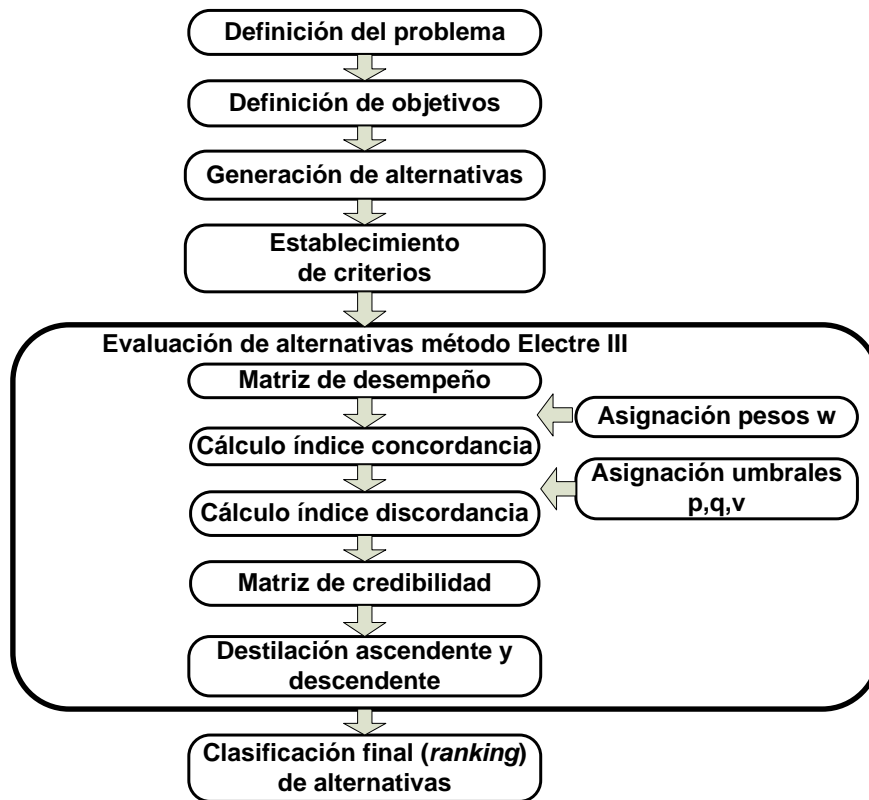 Definición del problema
Definición de objetivos
Generación de alternativas
Establecimiento
de criterios
Evaluación de alternativas método Electre III
Matriz de desempeño
Asignación pesos w
Cálculo índice concordancia
Asignación umbrales
p,q,v
Cálculo índice discordancia
Matriz de credibilidad
Destilación ascendente y
descendente
Clasificación final (ranking)
de alternativas